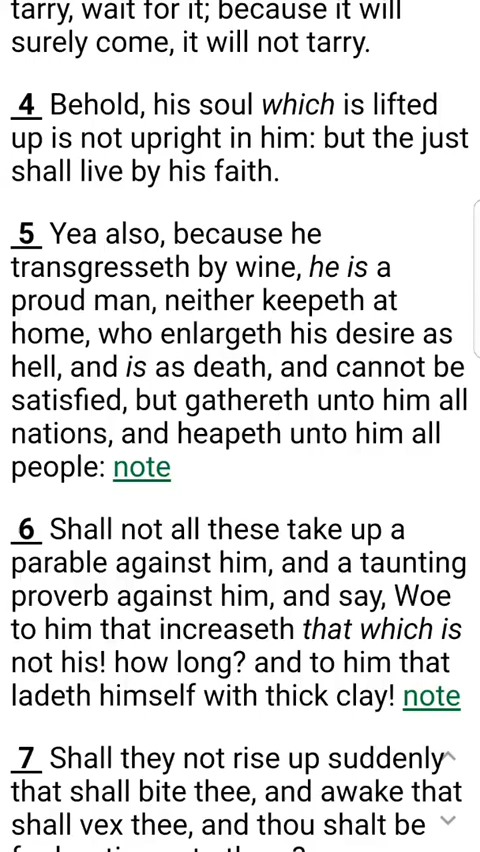 tarry, wait for it; because it will
surely come, it will not tarry.
4 Behold, his soul which is lifted
up is not upright in him: but the just
shall live by his faith.
5 Yea also, because he
transgresseth by wine, he is a
proud man, neither keepeth at
home, who enlargeth his desire as
hell, and is as death, and cannot be
satisfied, but gathereth unto him all
nations, and heapeth unto him all
people: note
6 Shall not all these take up a
parable against him, and a taunting
proverb against him, and say, Woe
to him that increaseth that which is
not his! how long? and to him that
ladeth himself with thick clay! note
7 Shall they not rise up suddenly
that shall bite thee, and awake that
shall vex thee, and thou shalt be